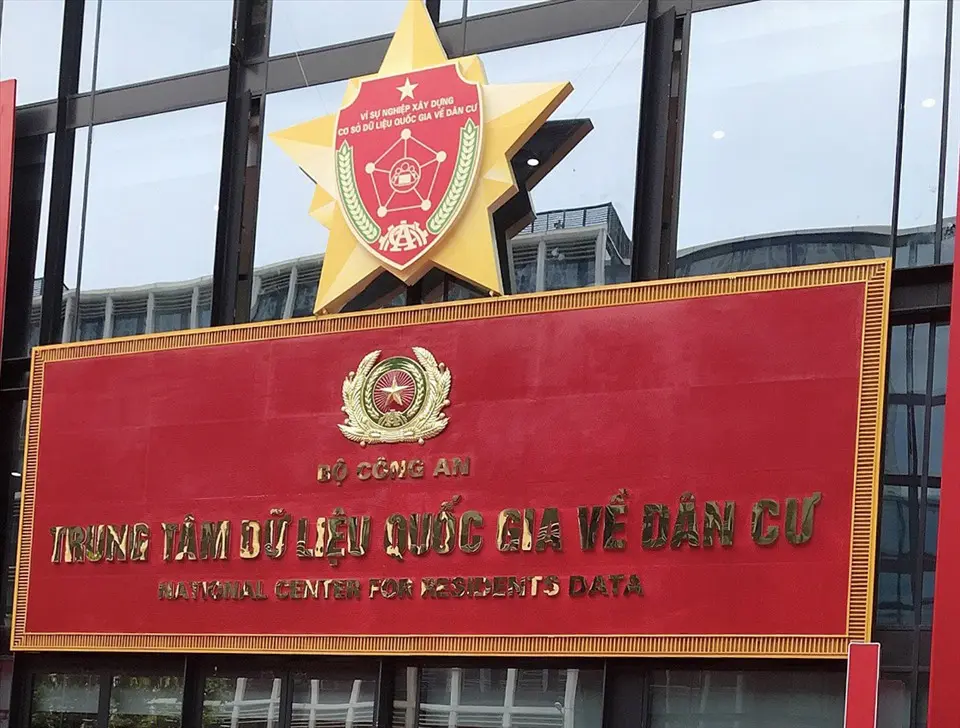 VÌ SỰ NGHIỆP XÂY DỰNG
CƠ SỞ DỮ LIỆU QUỐC GIA VỀ DÂN CƯ
BỘ CÔNG AN
TRUNG TÂM DỮ LIỆU QUỐC GIA VỀ DÂN CƯ
NATIONAL CENTER FOR RESIDENTS DATA